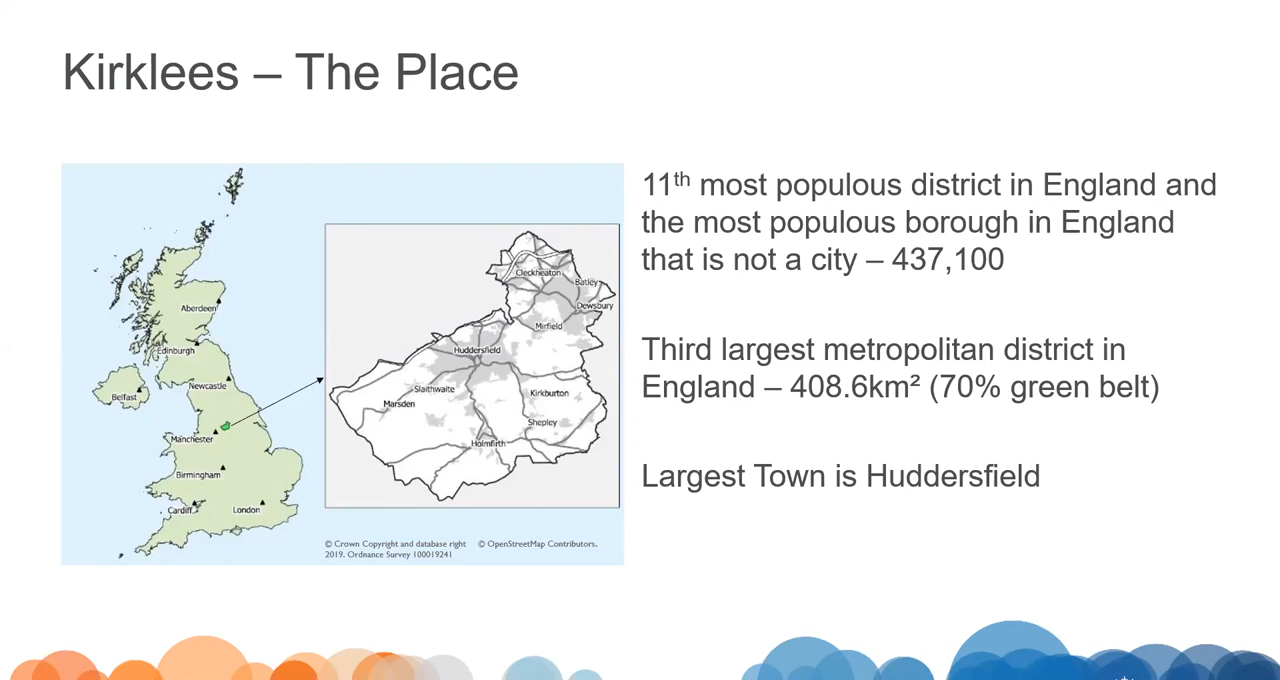 Kirklees – The Place
11th most populous district in England and
the most populous borough in England
that is not a city – 437,100
Third largest metropolitan district in
England – 408.6km² (70% green belt)
Largest Town is Huddersfield
Aberdeen
Edinburgh
Newcastle
Belfast
Manchester
Birmingham
Cardiff
London
Cleckheaton
Batley
Dewsbury
Mirfield
Huddersfield
Slaithwaite
Marsden
Kirkburton
Shepley
Holmfirth
© Crown Copyright and database right
2019. Ordnance Survey 100019241
© OpenStreetMap Contributors.